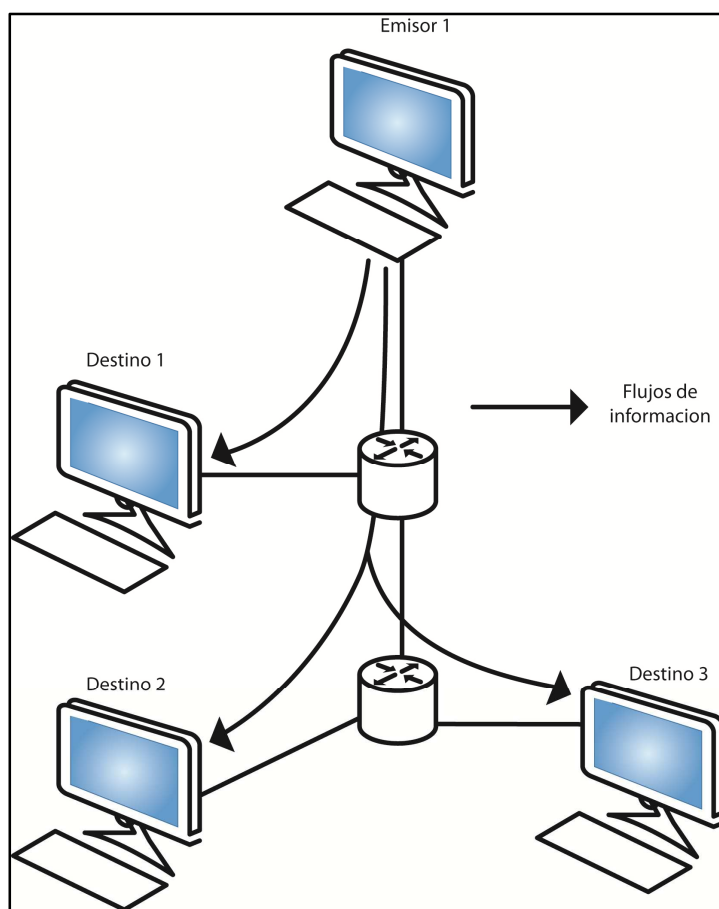 Emisor 1
Destino 1
Flujos de
informacion
Destino 2
Destino 3